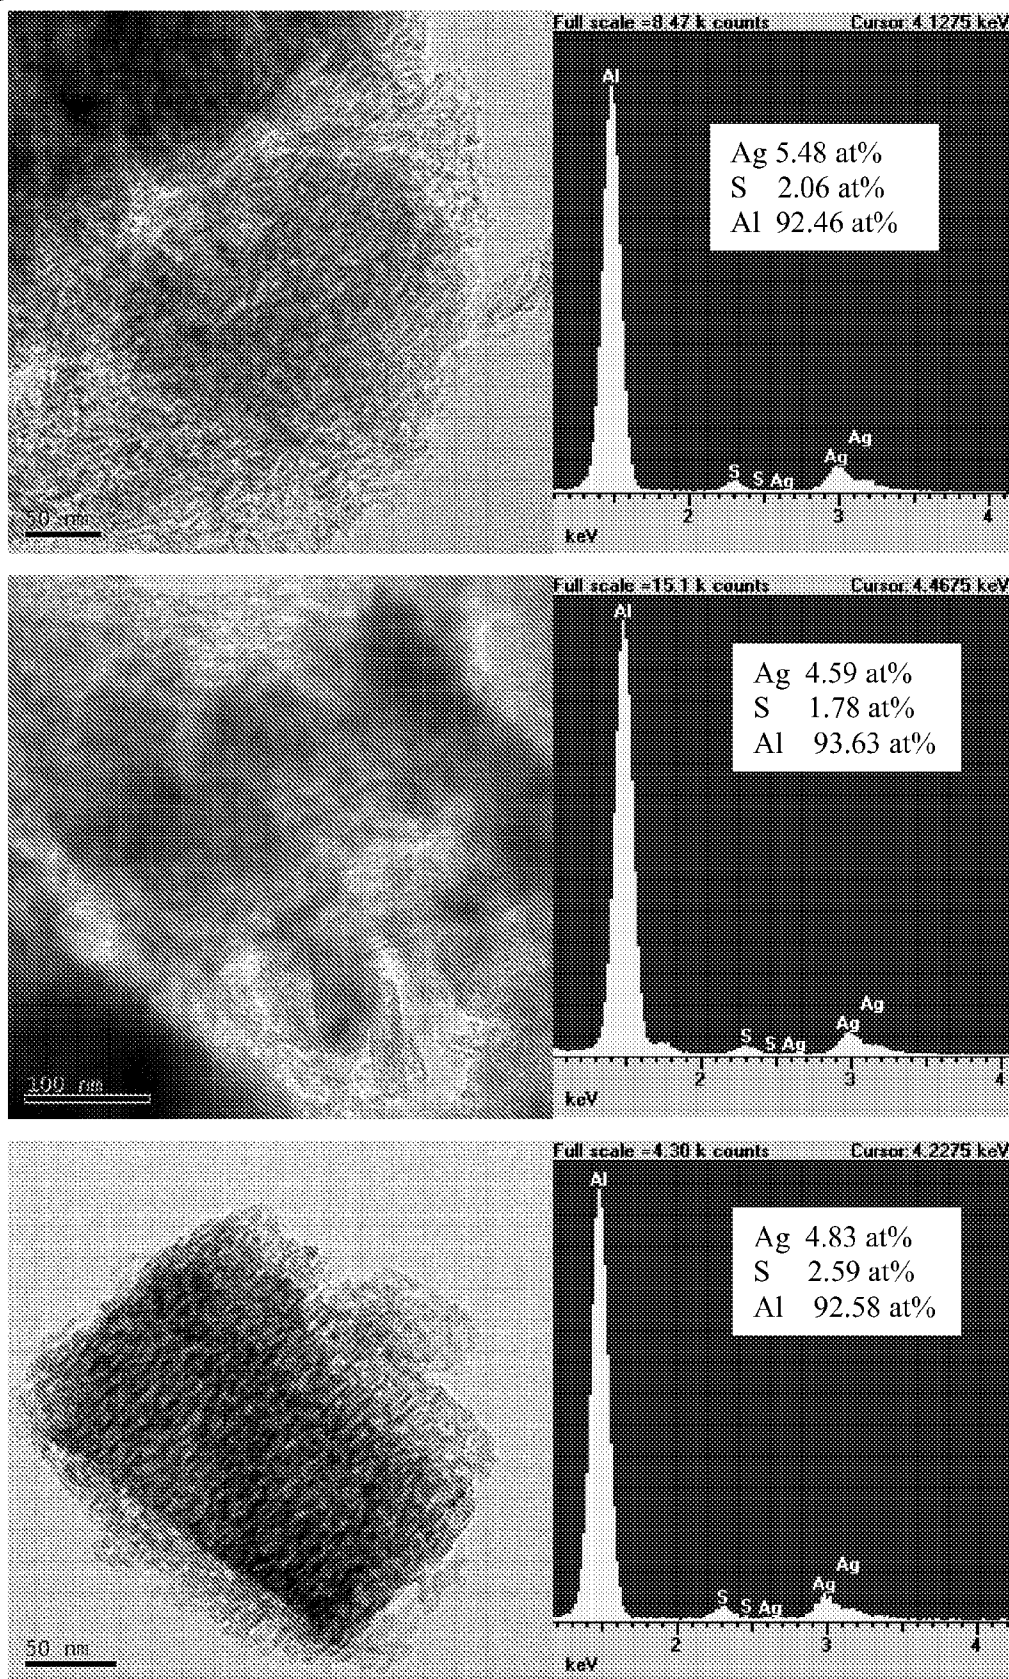 Full scale =8.47 k counts Cursor: 4.1275 keV
Al
Ag 5.48 at%
S 2.06 at%
Al 92.46 at%
Ag
Ag
S
S Ag
50 nm
2 3 4
keV
Full scale =15.1 k counts Cursor: 4.4675 keV
Al
Ag 4.59 at%
S 1.78 at%
Al 93.63 at%
Ag
Ag
S
S Ag
100 nm
2 3 4
keV
Full scale =4.30 k counts Cursor: 4.2275 keV
Al
Ag 4.83 at%
S 2.59 at%
Al 92.58 at%
Ag
Ag
S
S Ag
50 nm
2 3 4
keV